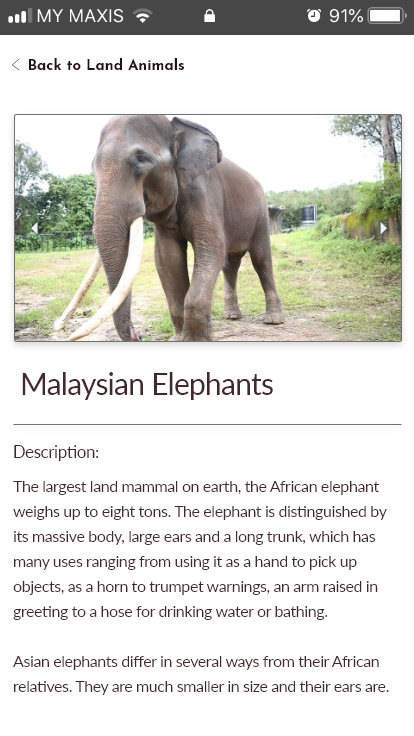 MY MAXIS 91%
Back to Land Animals
Malaysian Elephants
Description:
The largest land mammal on earth, the African elephant
weighs up to eight tons. The elephant is distinguished by
its massive body, large ears and a long trunk, which has
many uses ranging from using it as a hand to pick up
objects, as a horn to trumpet warnings, an arm raised in
greeting to a hose for drinking water or bathing.
Asian elephants differ in several ways from their African
relatives. They are much smaller in size and their ears are.